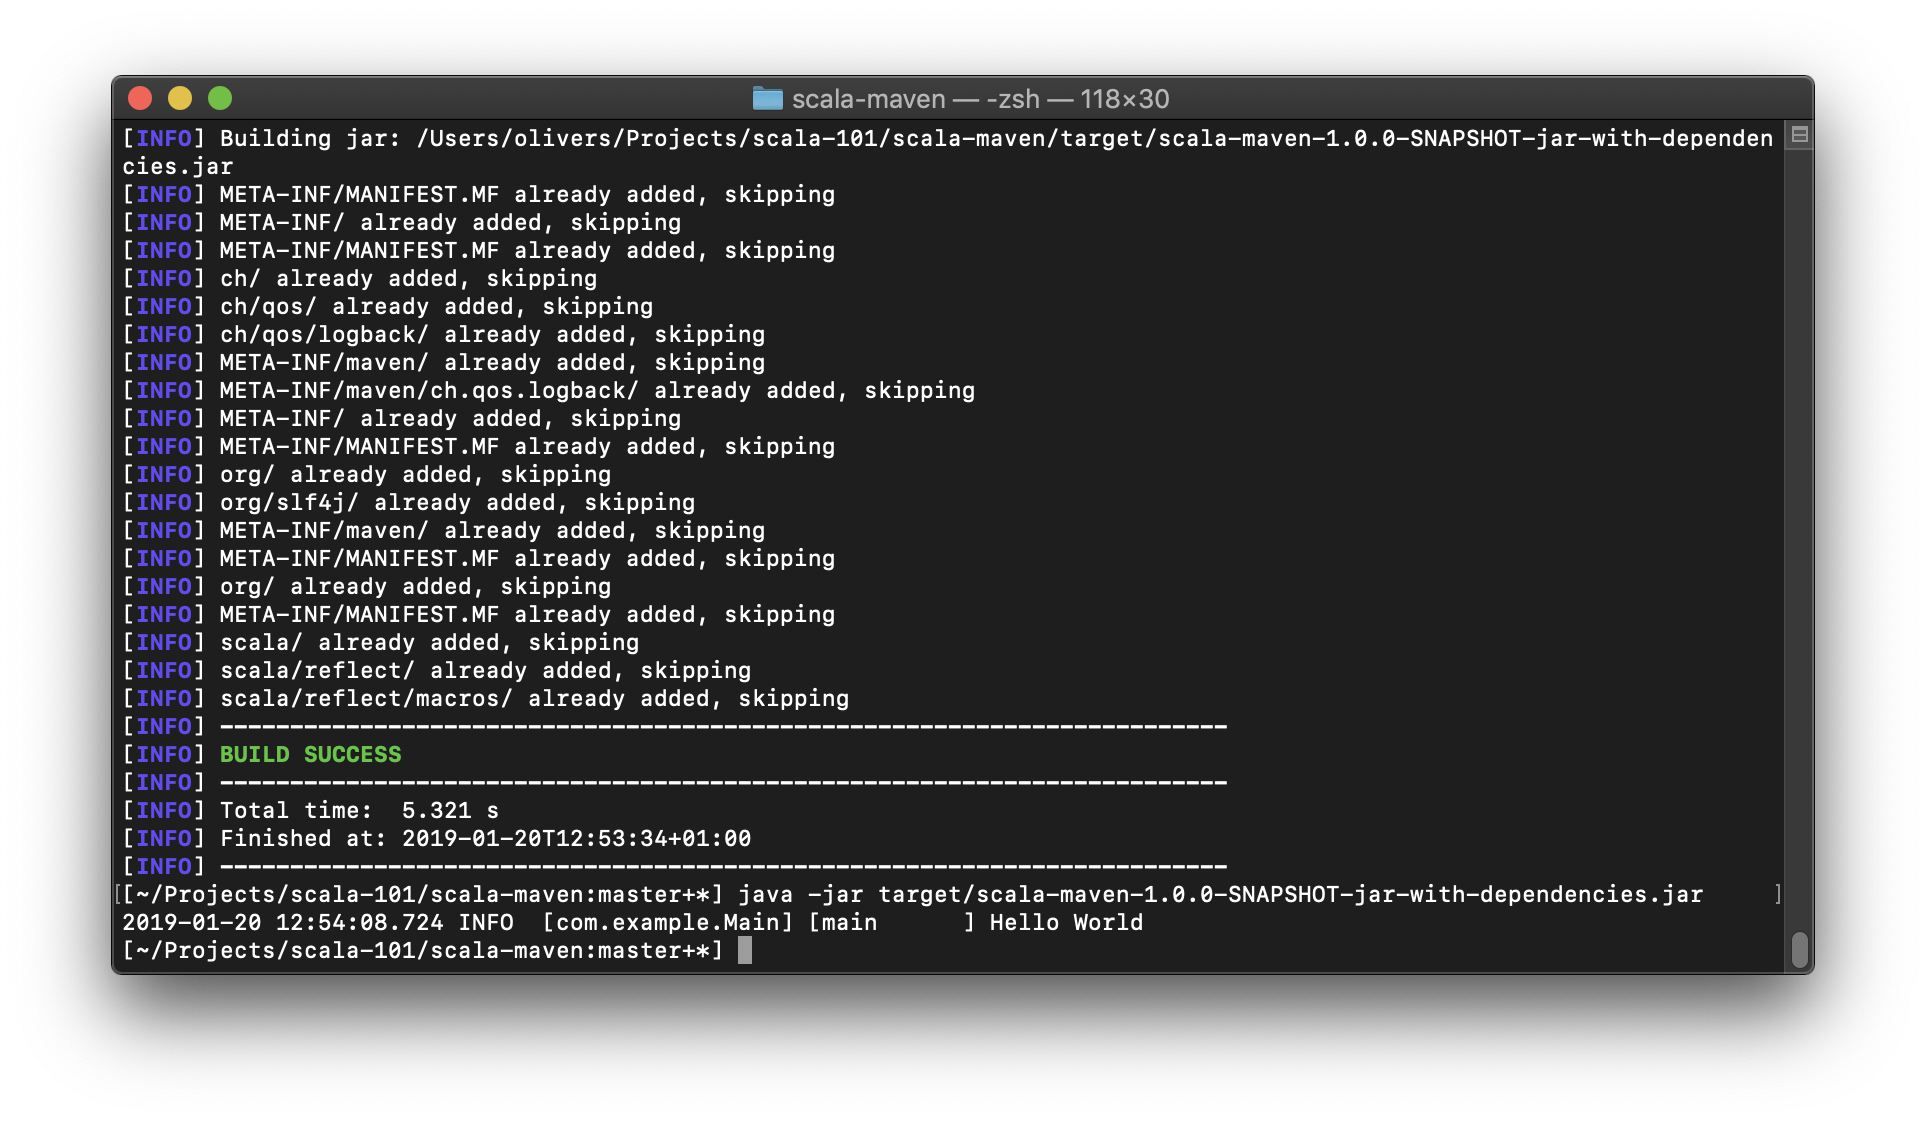 scala-maven — -zsh — 118×30
[INFO] Building jar: /Users/olivers/Projects/scala-101/scala-maven/target/scala-maven-1.0.0-SNAPSHOT-jar-with-dependen
cies.jar
[INFO] META-INF/MANIFEST.MF already added, skipping
[INFO] META-INF/ already added, skipping
[INFO] META-INF/MANIFEST.MF already added, skipping
[INFO] ch/ already added, skipping
[INFO] ch/qos/ already added, skipping
[INFO] ch/qos/logback/ already added, skipping
[INFO] META-INF/maven/ already added, skipping
[INFO] META-INF/maven/ch.qos.logback/ already added, skipping
[INFO] META-INF/ already added, skipping
[INFO] META-INF/MANIFEST.MF already added, skipping
[INFO] org/ already added, skipping
[INFO] org/slf4j/ already added, skipping
[INFO] META-INF/maven/ already added, skipping
[INFO] META-INF/MANIFEST.MF already added, skipping
[INFO] org/ already added, skipping
[INFO] META-INF/MANIFEST.MF already added, skipping
[INFO] scala/ already added, skipping
[INFO] scala/reflect/ already added, skipping
[INFO] scala/reflect/macros/ already added, skipping
[INFO] ------------------------------------------------------------------------
[INFO] BUILD SUCCESS
[INFO] ------------------------------------------------------------------------
[INFO] Total time:  5.321 s
[INFO] Finished at: 2019-01-20T12:53:34+01:00
[INFO] ------------------------------------------------------------------------
[[~/Projects/scala-101/scala-maven:master+*] java -jar target/scala-maven-1.0.0-SNAPSHOT-jar-with-dependencies.jar     ]
2019-01-20 12:54:08.724 INFO  [com.example.Main] [main      ] Hello World
[~/Projects/scala-101/scala-maven:master+*]